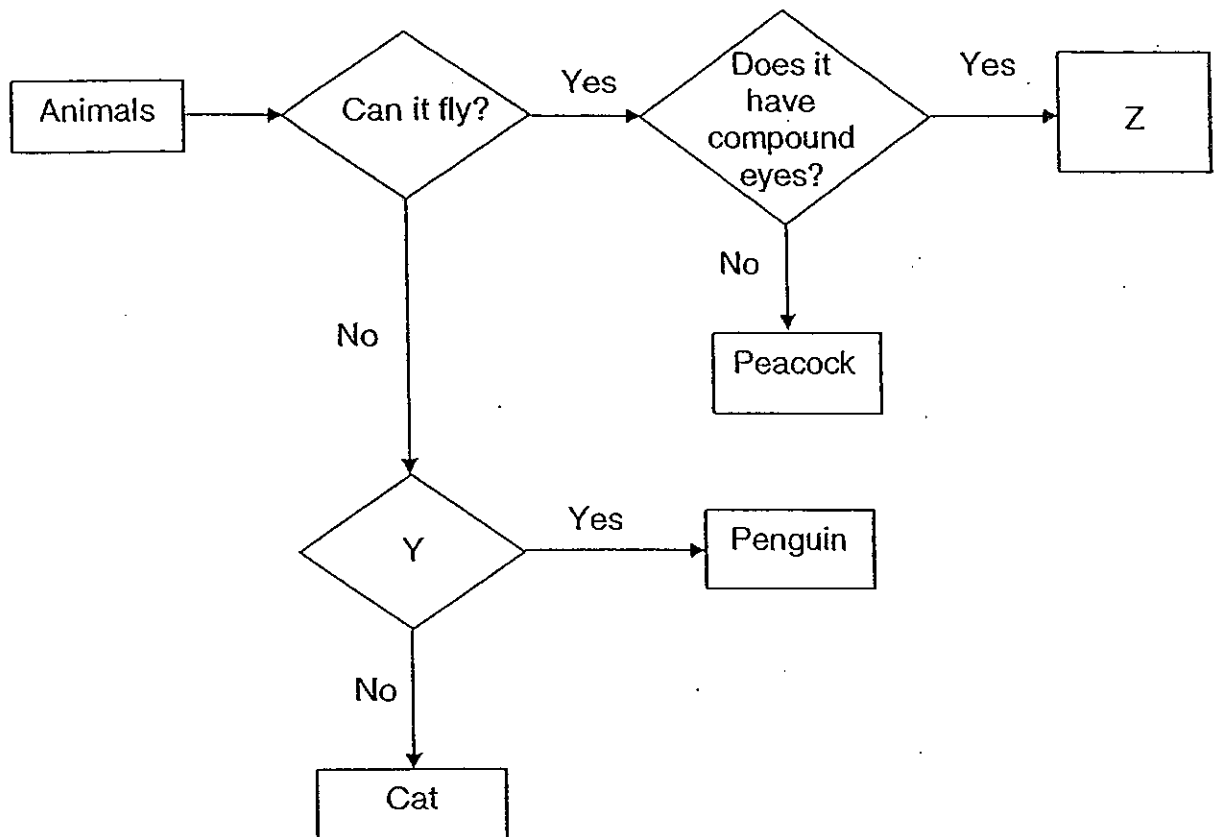 Animals
Can it fly?
Yes
Does it
have
compound
eyes?
Yes
Z
No
Peacock
No
Y
Yes
Penguin
No
Cat